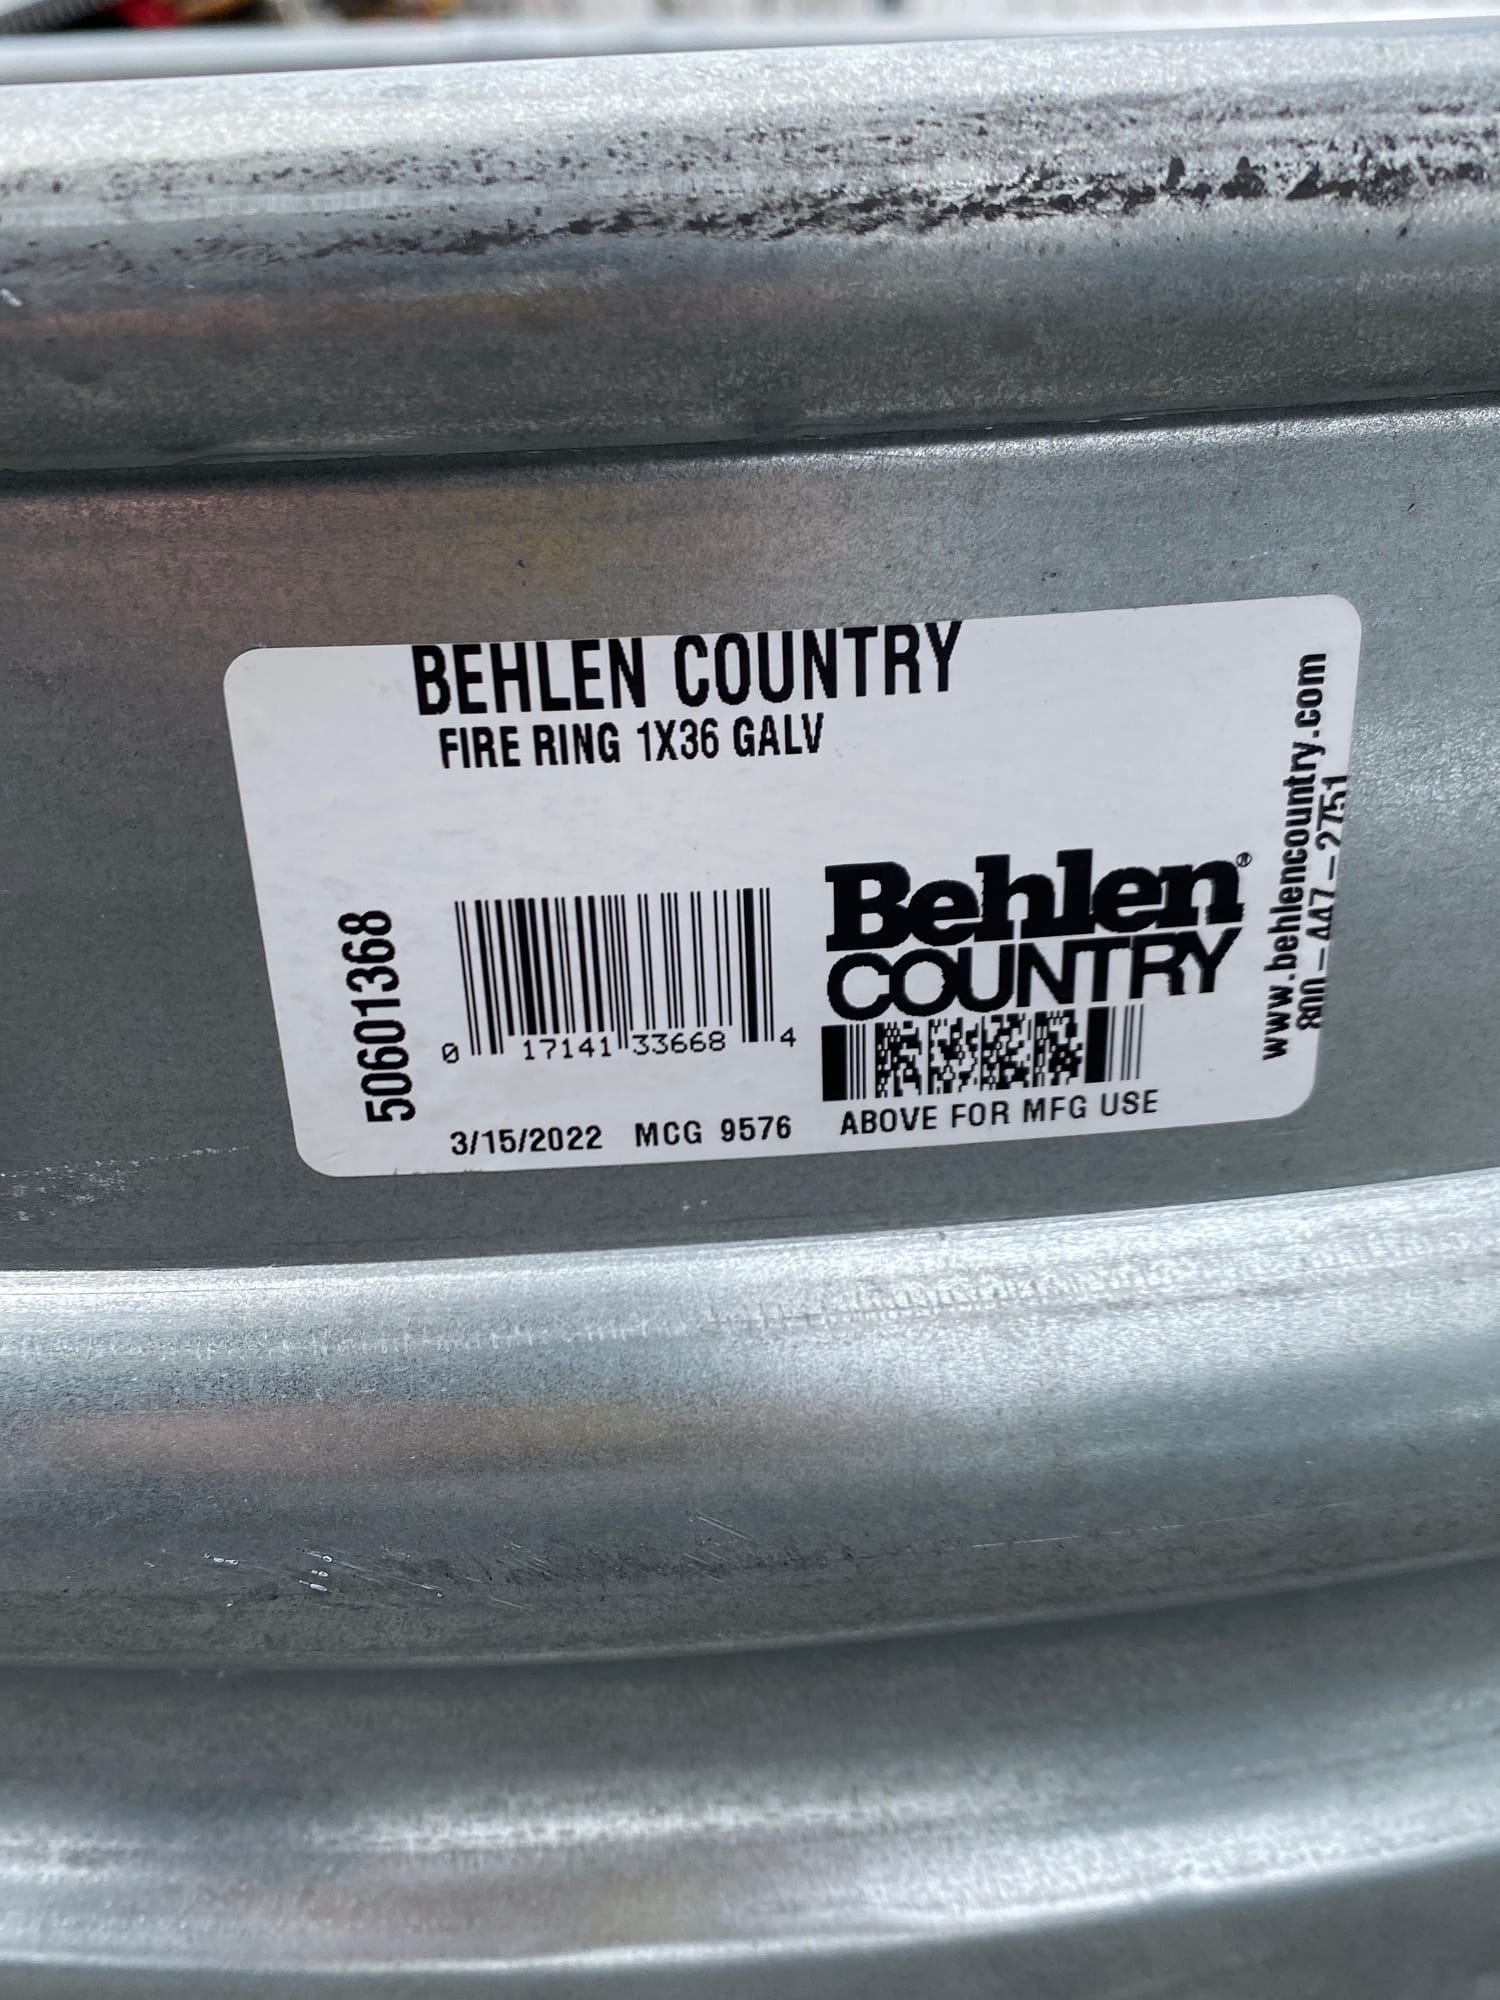 BEHLEN COUNTRY
FIRE RING 1X36 GALV
50601368
0 17141 33668 4
Behlen®
COUNTRY
ABOVE FOR MFG USE
3/15/2022 MCG 9576
www.behlencountry.com
800-447-2751